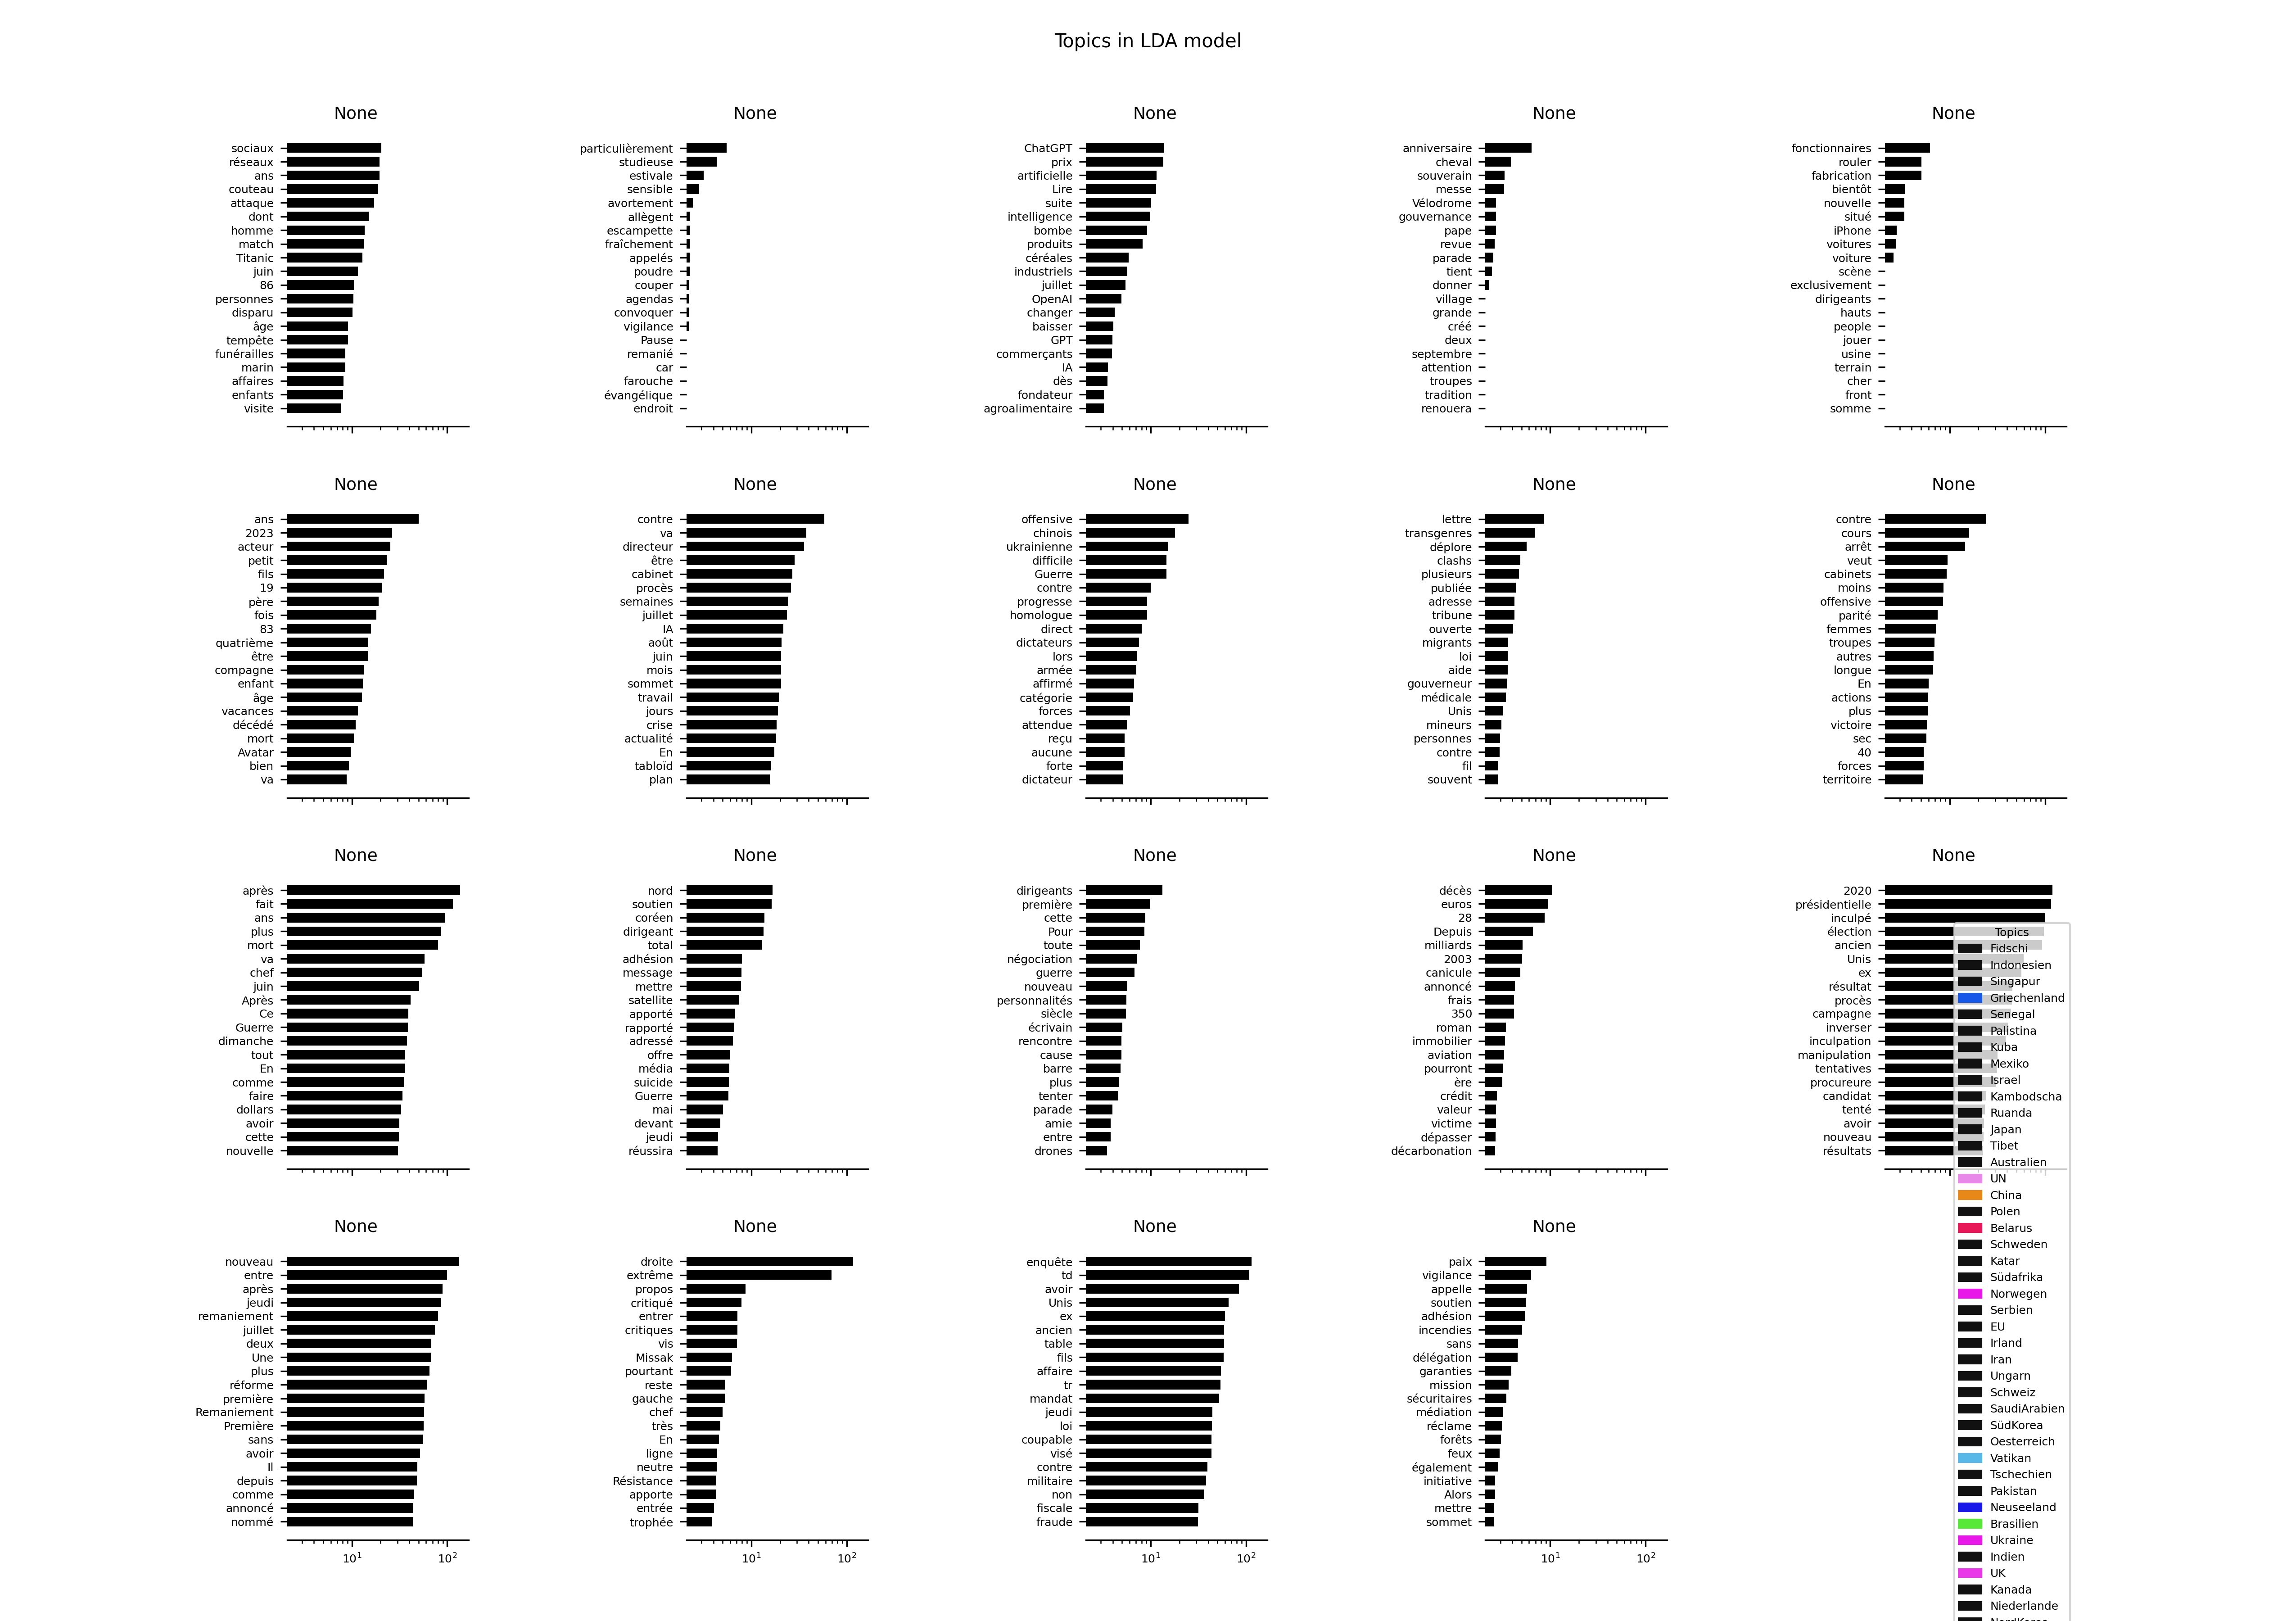 Topics in LDA model
None
sociaux
réseaux
ans
couteau
attaque
dont
homme
match
Titanic
juin
86
personnes
disparu
âge
tempête
funérailles
marin
affaires
enfants
visite
None
particulièrement
studieuse
estivale
sensible
avortement
allègent
escampette
fraîchement
appelés
poudre
couper
agendas
convoquer
vigilance
Pause
remanié
car
farouche
évangélique
endroit
None
ChatGPT
prix
artificielle
Lire
suite
intelligence
bombe
produits
céréales
industriels
juillet
OpenAI
changer
baisser
GPT
commerçants
IA
dès
fondateur
agroalimentaire
None
anniversaire
cheval
souverain
messe
Vélodrome
gouvernance
pape
revue
parade
tient
donner
village
grande
créé
deux
septembre
attention
troupes
tradition
renouera
None
fonctionnaires
rouler
fabrication
bientôt
nouvelle
situé
iPhone
voitures
voiture
scène
exclusivement
dirigeants
hauts
people
jouer
usine
terrain
cher
front
somme
None
ans
2023
acteur
petit
fils
19
père
fois
83
quatrième
être
compagne
enfant
âge
vacances
décédé
mort
Avatar
bien
va
None
contre
va
directeur
être
cabinet
procès
semaines
juillet
IA
août
juin
mois
sommet
travail
jours
crise
actualité
En
tabloïd
plan
None
offensive
chinois
ukrainienne
difficile
Guerre
contre
progresse
homologue
direct
dictateurs
lors
armée
affirmé
catégorie
forces
attendue
reçu
aucune
forte
dictateur
None
lettre
transgenres
déplore
clashs
plusieurs
publiée
adresse
tribune
ouverte
migrants
loi
aide
gouverneur
médicale
Unis
mineurs
personnes
contre
fil
souvent
None
contre
cours
arrêt
veut
cabinets
moins
offensive
parité
femmes
troupes
autres
longue
En
actions
plus
victoire
sec
40
forces
territoire
None
après
fait
ans
plus
mort
va
chef
juin
Après
Ce
Guerre
dimanche
tout
En
comme
faire
dollars
avoir
cette
nouvelle
None
nord
soutien
coréen
dirigeant
total
adhésion
message
mettre
satellite
apporté
rapporté
adressé
offre
média
suicide
Guerre
mai
devant
jeudi
réussira
None
dirigeants
première
cette
Pour
toute
négociation
guerre
nouveau
personnalités
siècle
écrivain
rencontre
cause
barre
plus
tenter
parade
amie
entre
drones
None
décès
euros
28
Depuis
milliards
2003
canicule
annoncé
frais
350
roman
immobilier
aviation
pourront
ère
crédit
valeur
victime
dépasser
décarbonation
None
2020
présidentielle
inculpé
élection
ancien
Unis
ex
résultat
procès
campagne
inverser
inculpation
manipulation
tentatives
procureure
candidat
tenté
avoir
nouveau
résultats
None
nouveau
entre
après
jeudi
remaniement
juillet
deux
Une
plus
réforme
première
Remaniement
Première
sans
avoir
Il
depuis
comme
annoncé
nommé
10¹ 10²
None
droite
extrême
propos
critiqué
entrer
critiques
vis
Missak
pourtant
reste
gauche
chef
très
En
ligne
neutre
Résistance
apporte
entrée
trophée
10¹ 10²
None
enquête
td
avoir
Unis
ex
ancien
table
fils
affaire
tr
mandat
jeudi
loi
coupable
visé
contre
militaire
non
fiscale
fraude
10¹ 10²
None
paix
vigilance
appelle
soutien
adhésion
incendies
sans
délégation
garanties
mission
sécuritaires
médiation
réclame
forêts
feux
également
initiative
Alors
mettre
sommet
10¹ 10²
Topics
Fidschi
Indonesien
Singapur
Griechenland
Senegal
Palistina
Kuba
Mexiko
Israel
Kambodscha
Ruanda
Japan
Tibet
Australien
UN
China
Polen
Belarus
Schweden
Katar
Südafrika
Norwegen
Serbien
EU
Irland
Iran
Ungarn
Schweiz
SaudiArabien
SüdKorea
Oesterreich
Vatikan
Tschechien
Pakistan
Neuseeland
Brasilien
Ukraine
Indien
UK
Kanada
Niederlande